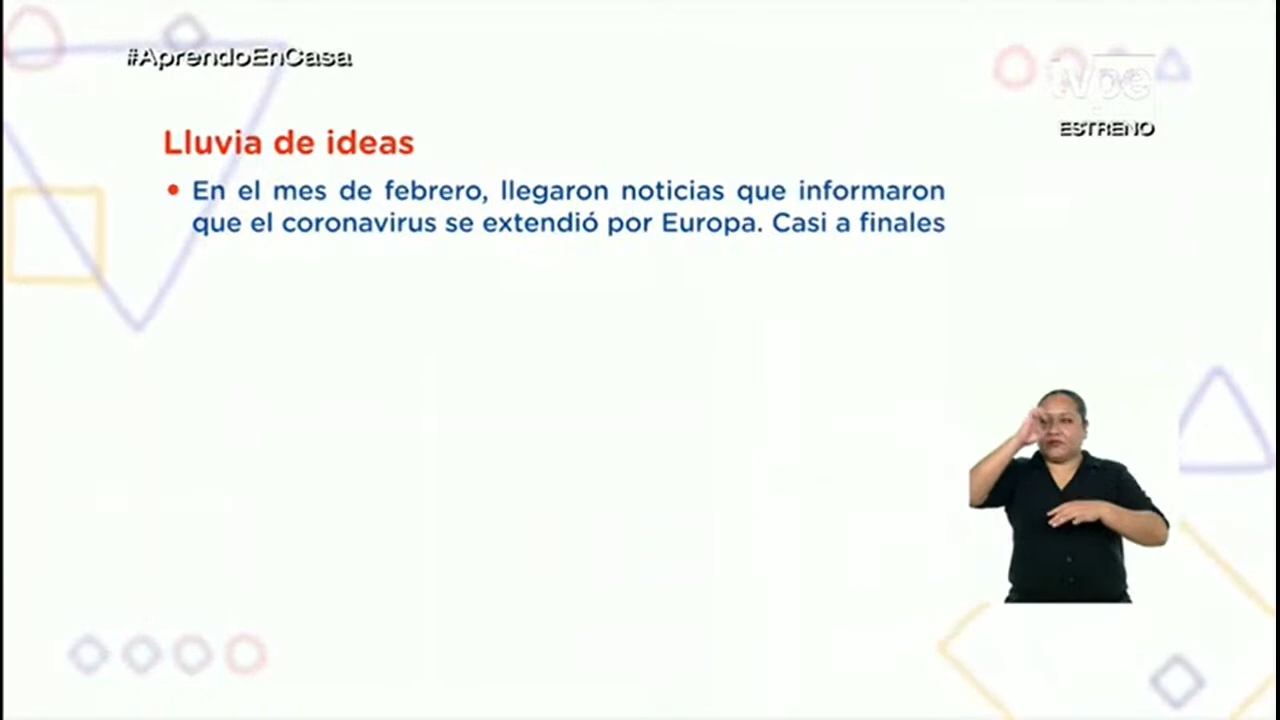 #AprendoEnCasa
tvpe
ESTRENO
Lluvia de ideas
• En el mes de febrero, llegaron noticias que informaron
que el coronavirus se extendió por Europa. Casi a finales